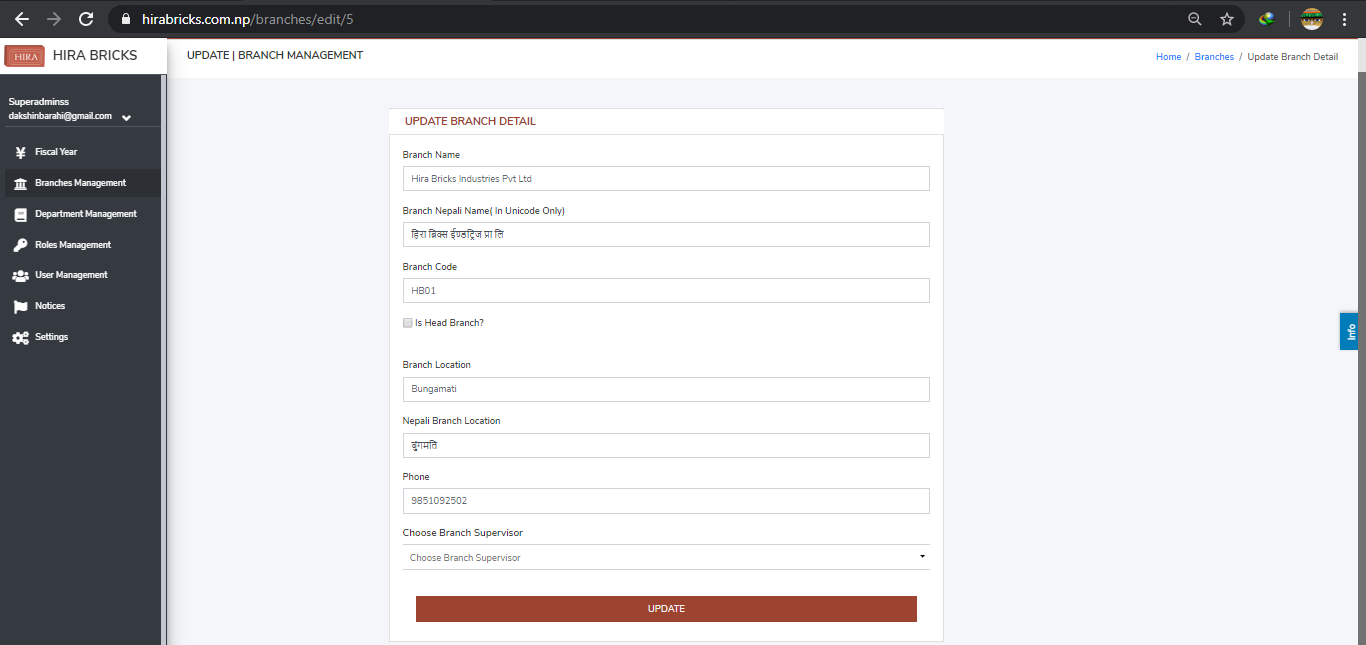 hirabricks.com.np/branches/edit/5
HIRA HIRA BRICKS
UPDATE | BRANCH MANAGEMENT
Home / Branches / Update Branch Detail
Superadminss
dakshinbarahi@gmail.com
Fiscal Year
Branches Management
Department Management
Roles Management
User Management
Notices
Settings
UPDATE BRANCH DETAIL
Branch Name
Hira Bricks Industries Pvt Ltd
Branch Nepali Name( In Unicode Only)
हिरा ब्रिक्स ईण्डट्रिज प्रा लि
Branch Code
HB01
Is Head Branch?
Branch Location
Bungamati
Nepali Branch Location
बुंगमति
Phone
9851092502
Choose Branch Supervisor
Choose Branch Supervisor
UPDATE
Info